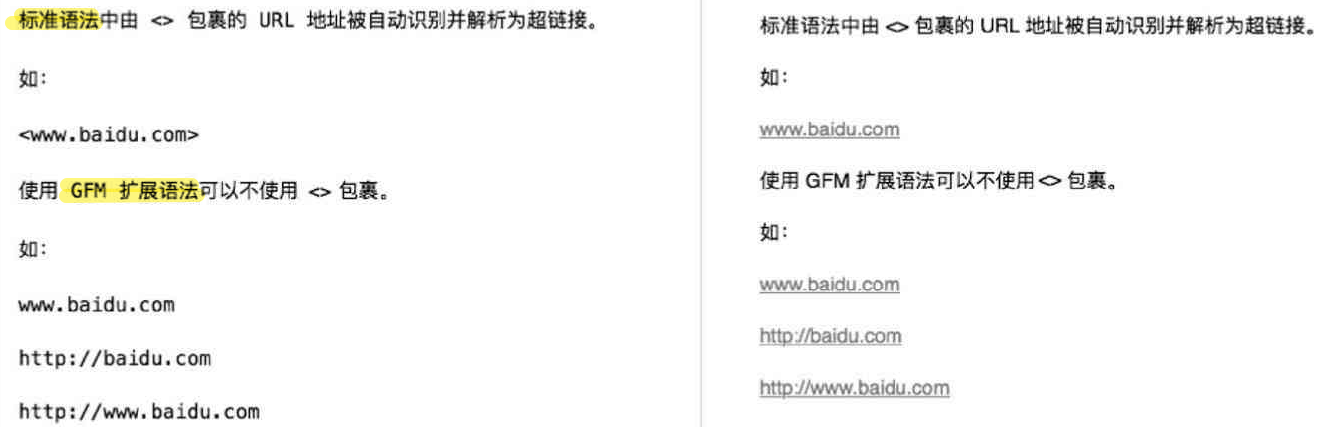 标准语法中由 <> 包裹的 URL 地址被自动识别并解析为超链接。
如：
<www.baidu.com>
使用 GFM 扩展语法可以不使用 <> 包裹。
如：
www.baidu.com
http://baidu.com
http://www.baidu.com
标准语法中由 <> 包裹的 URL 地址被自动识别并解析为超链接。
如：
www.baidu.com
使用 GFM 扩展语法可以不使用 <> 包裹。
如：
www.baidu.com
http://baidu.com
http://www.baidu.com